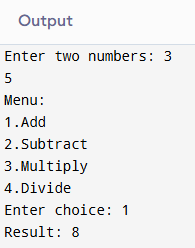 Output
Enter two numbers: 3
5
Menu:
1.Add
2.Subtract
3.Multiply
4.Divide
Enter choice: 1
Result: 8